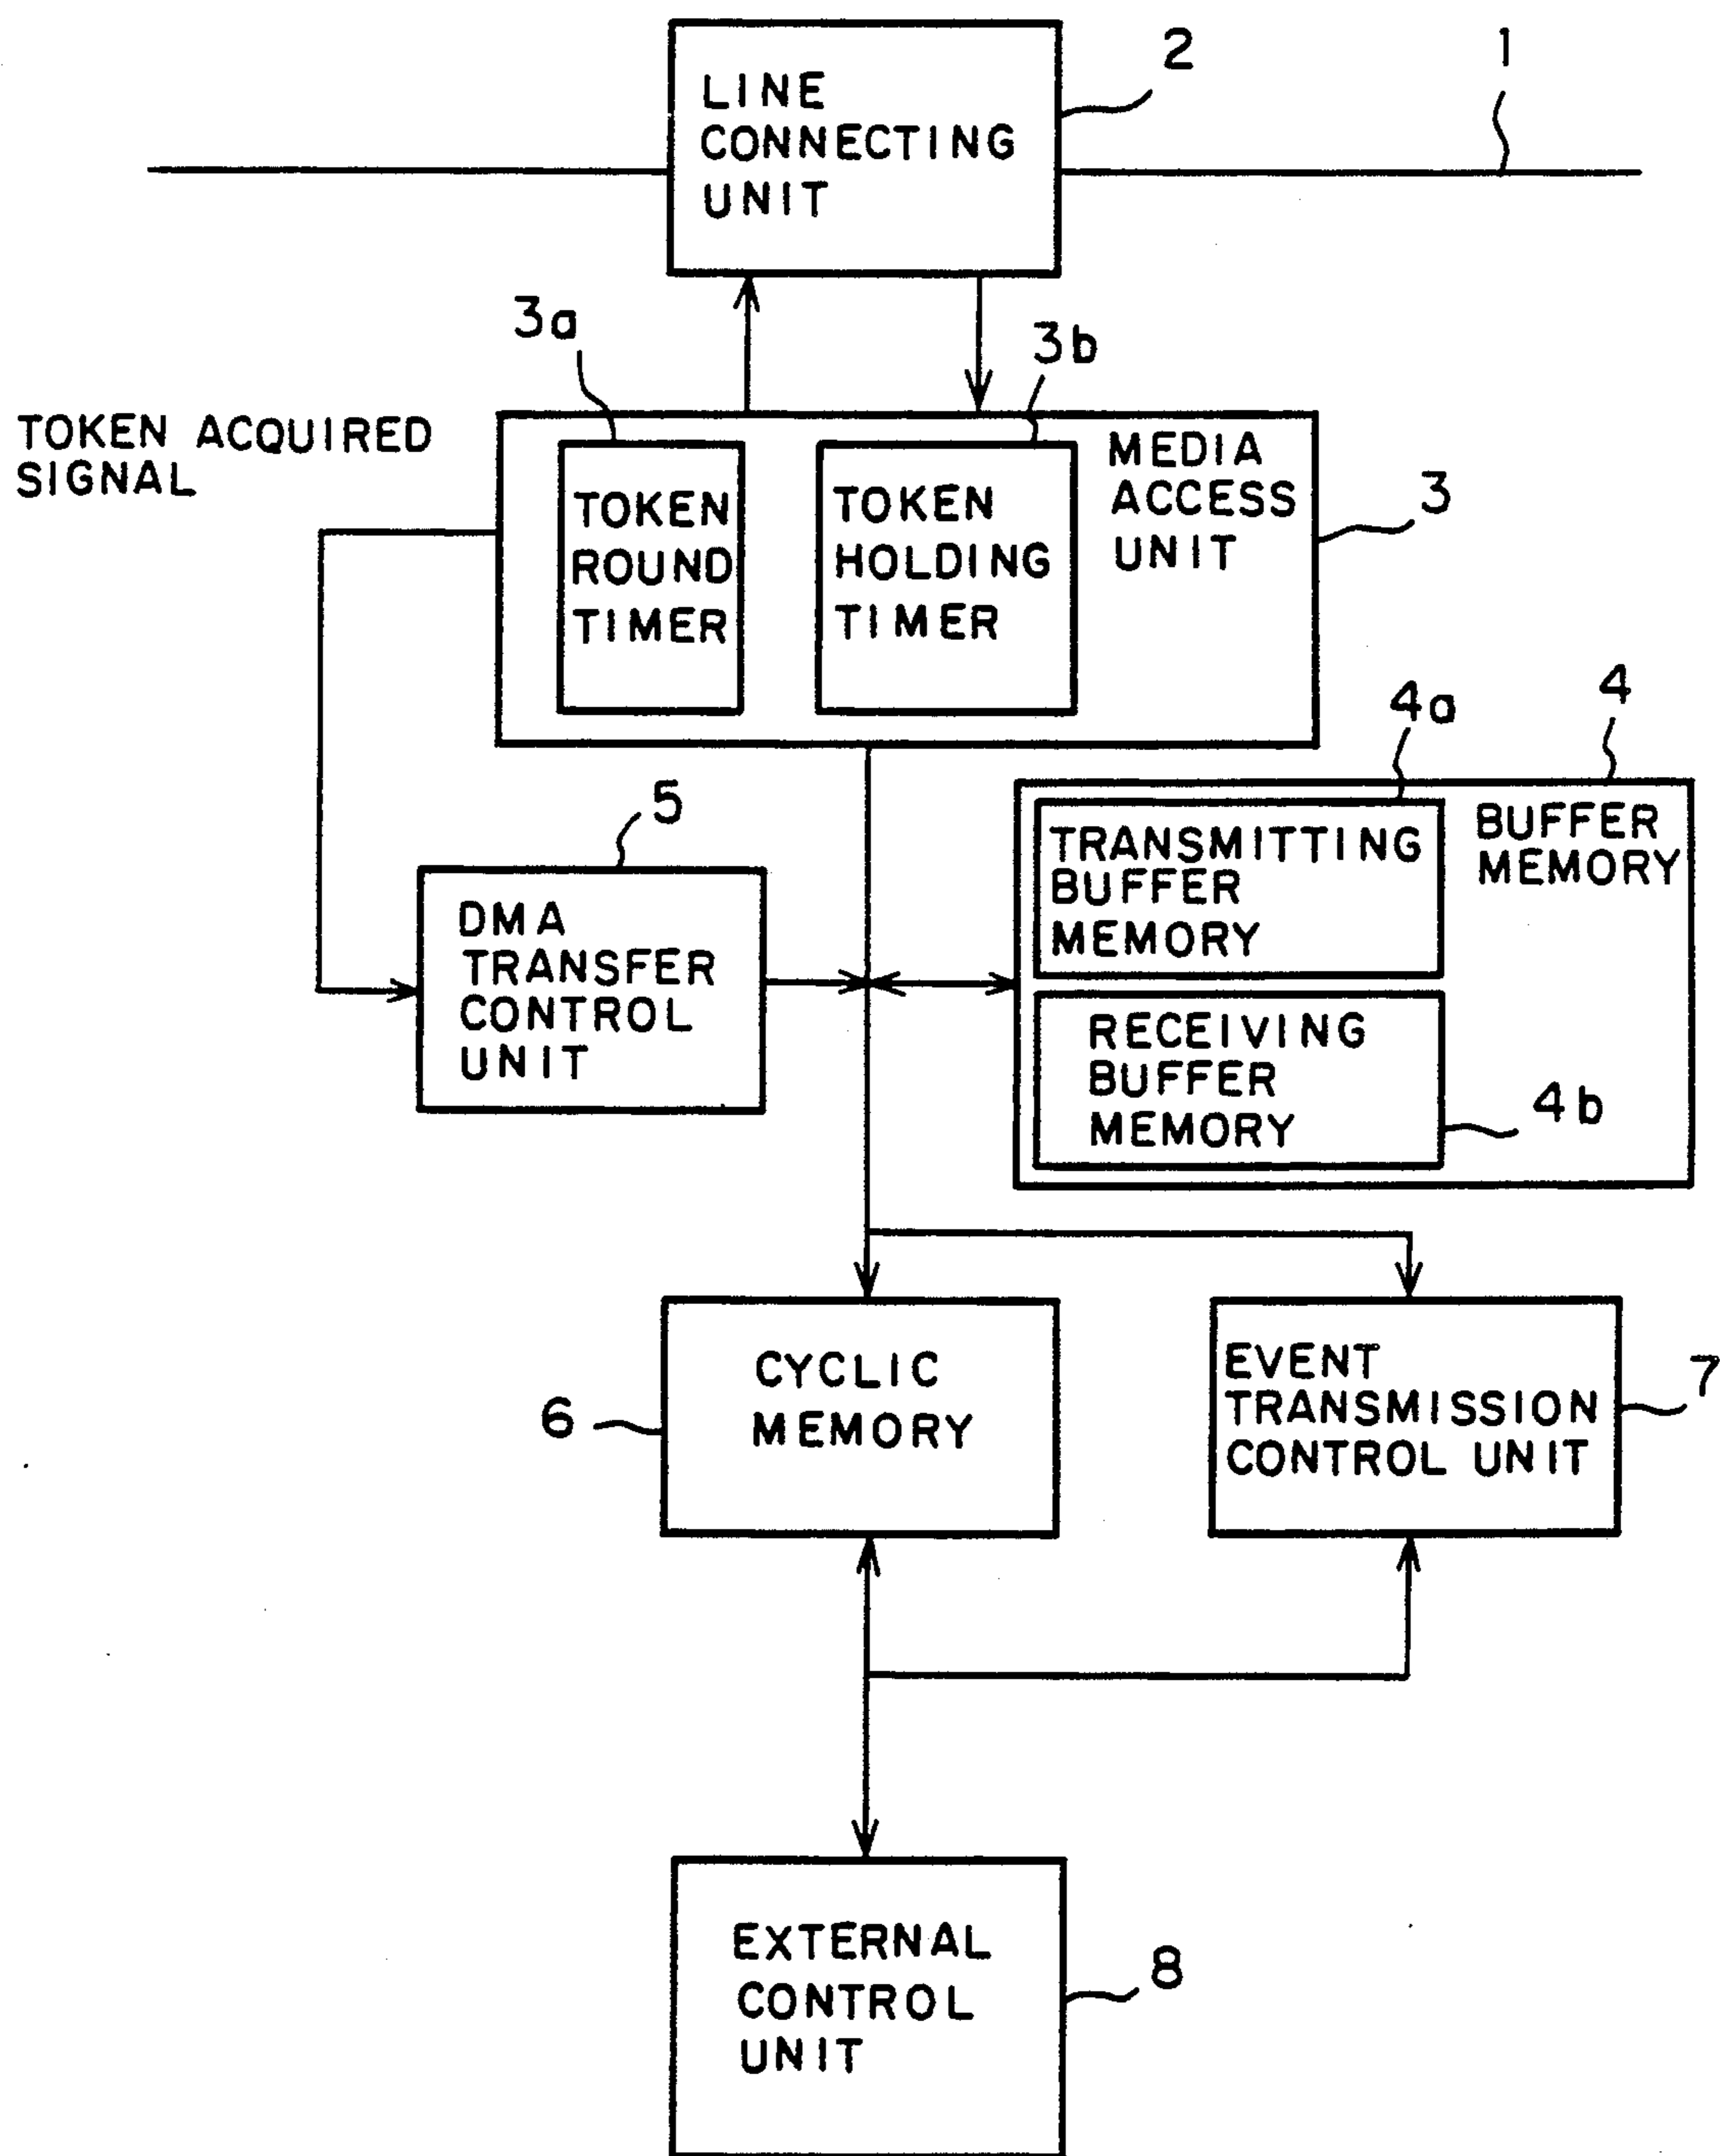 2
1
LINE
CONNECTING
UNIT
3a
3b
TOKEN ACQUIRED
SIGNAL
MEDIA
ACCESS
UNIT
3
TOKEN
ROUND
TIMER
TOKEN
HOLDING
TIMER
4a
4
5
BUFFER
MEMORY
TRANSMITTING
BUFFER
MEMORY
DMA
TRANSFER
CONTROL
UNIT
RECEIVING
BUFFER
MEMORY
4b
CYCLIC
MEMORY
6
EVENT
TRANSMISSION
CONTROL UNIT
7
EXTERNAL
CONTROL
UNIT
8